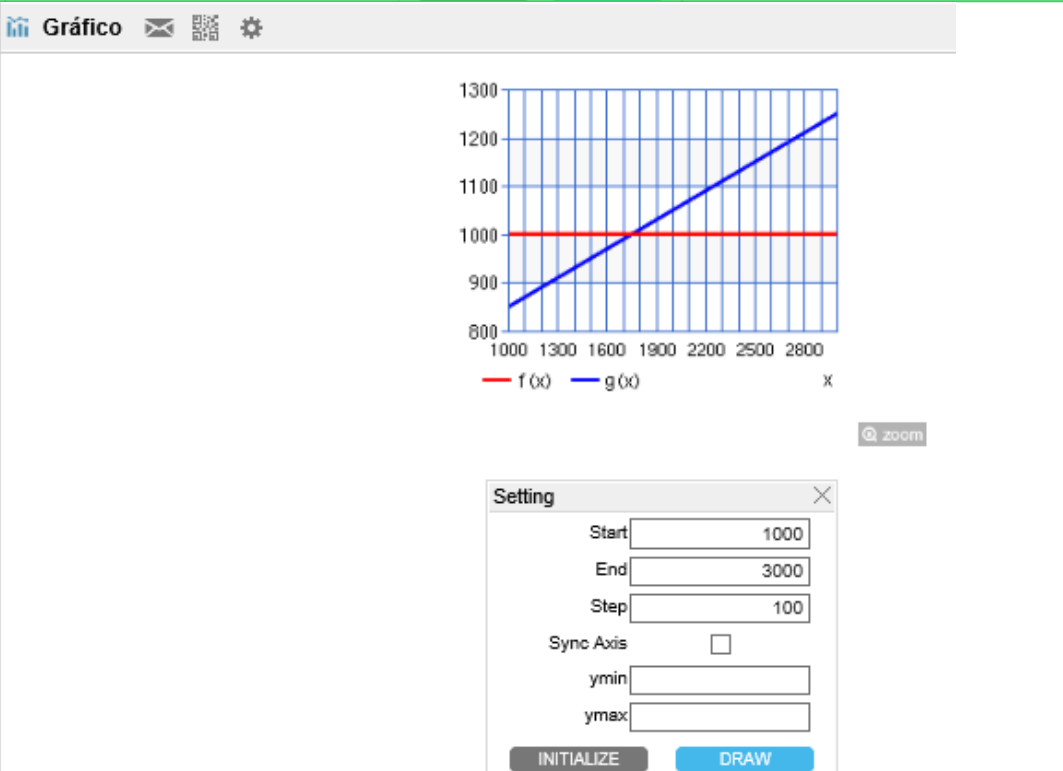 Gráfico
1300
1200
1100
1000
900
800
1000 1300 1600 1900 2200 2500 2800
f (x) g (x) x
zoom
Setting
Start 1000
End 3000
Step 100
Sync Axis
ymin
ymax
INITIALIZE DRAW